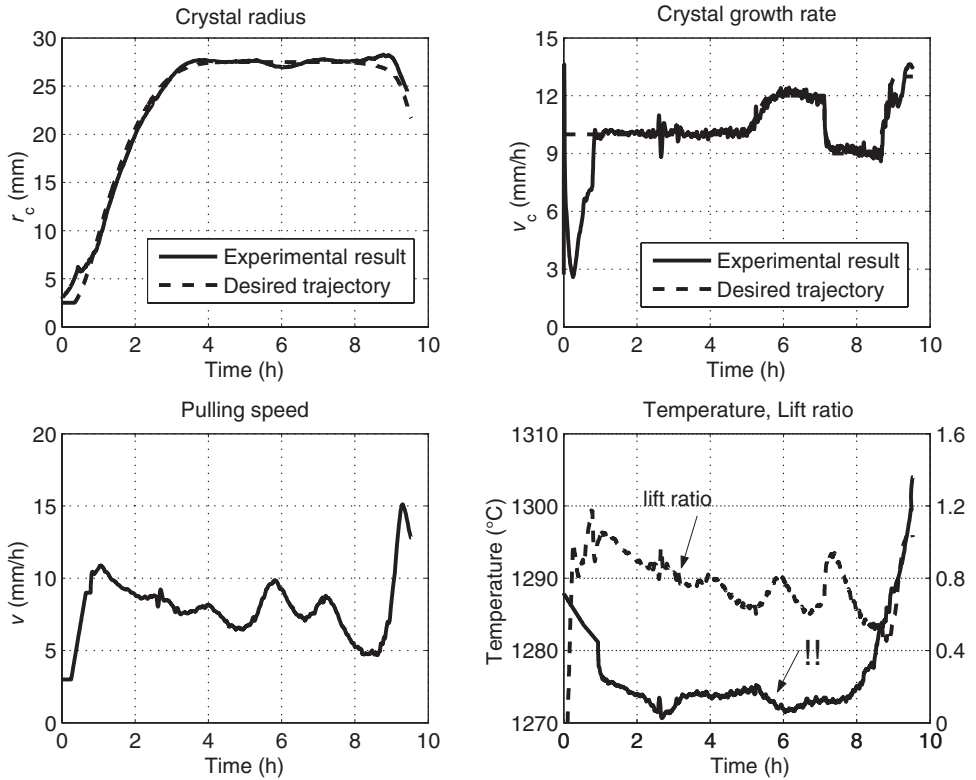 Crystal radius
30
25
20
15
10
5
0
r_c (mm)
Experimental result
Desired trajectory
0 2 4 6 8 10
Time (h)
Crystal growth rate
15
12
9
6
3
0
v_c (mm/h)
Experimental result
Desired trajectory
0 2 4 6 8 10
Time (h)
Pulling speed
20
15
10
5
0
v (mm/h)
0 2 4 6 8 10
Time (h)
Temperature, Lift ratio
1310
1300
1290
1280
1270
Temperature (°C)
lift ratio
!!
1.6
1.2
0.8
0.4
0
0 2 4 6 8 10
Time (h)